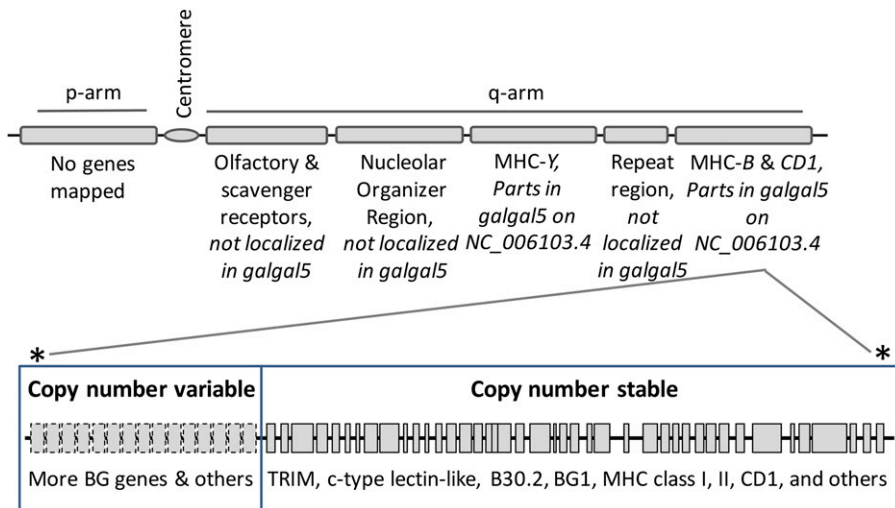 p-arm
Centromere
q-arm
No genes
mapped
Olfactory &
scavenger
receptors,
not localized
in galgal5
Nucleolar
Organizer
Region,
not localized
in galgal5
MHC-Y,
Parts in
galgal5 on
NC_006103.4
Repeat
region,
not
localized
in galgal5
MHC-B & CD1,
Parts in galgal5
on
NC_006103.4
*
*
Copy number variable
Copy number stable
More BG genes & others
TRIM, c-type lectin-like, B30.2, BG1, MHC class I, II, CD1, and others